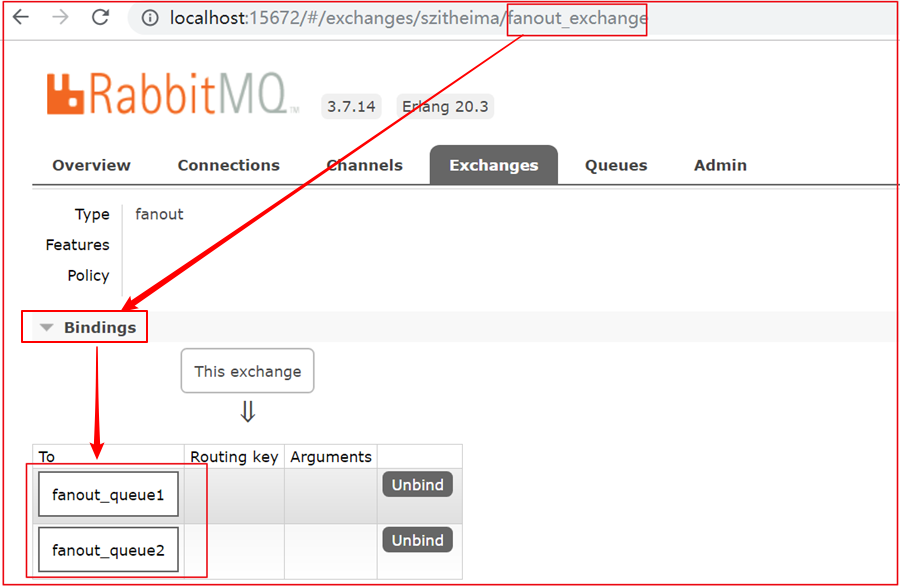 localhost:15672/#/exchanges/szitheima/fanout_exchange
RabbitMQ TM 3.7.14 Erlang 20.3
Overview Connections Channels Exchanges Queues Admin
Type fanout
Features
Policy
Bindings
This exchange
⇓
To Routing key Arguments
fanout_queue1 Unbind
fanout_queue2 Unbind